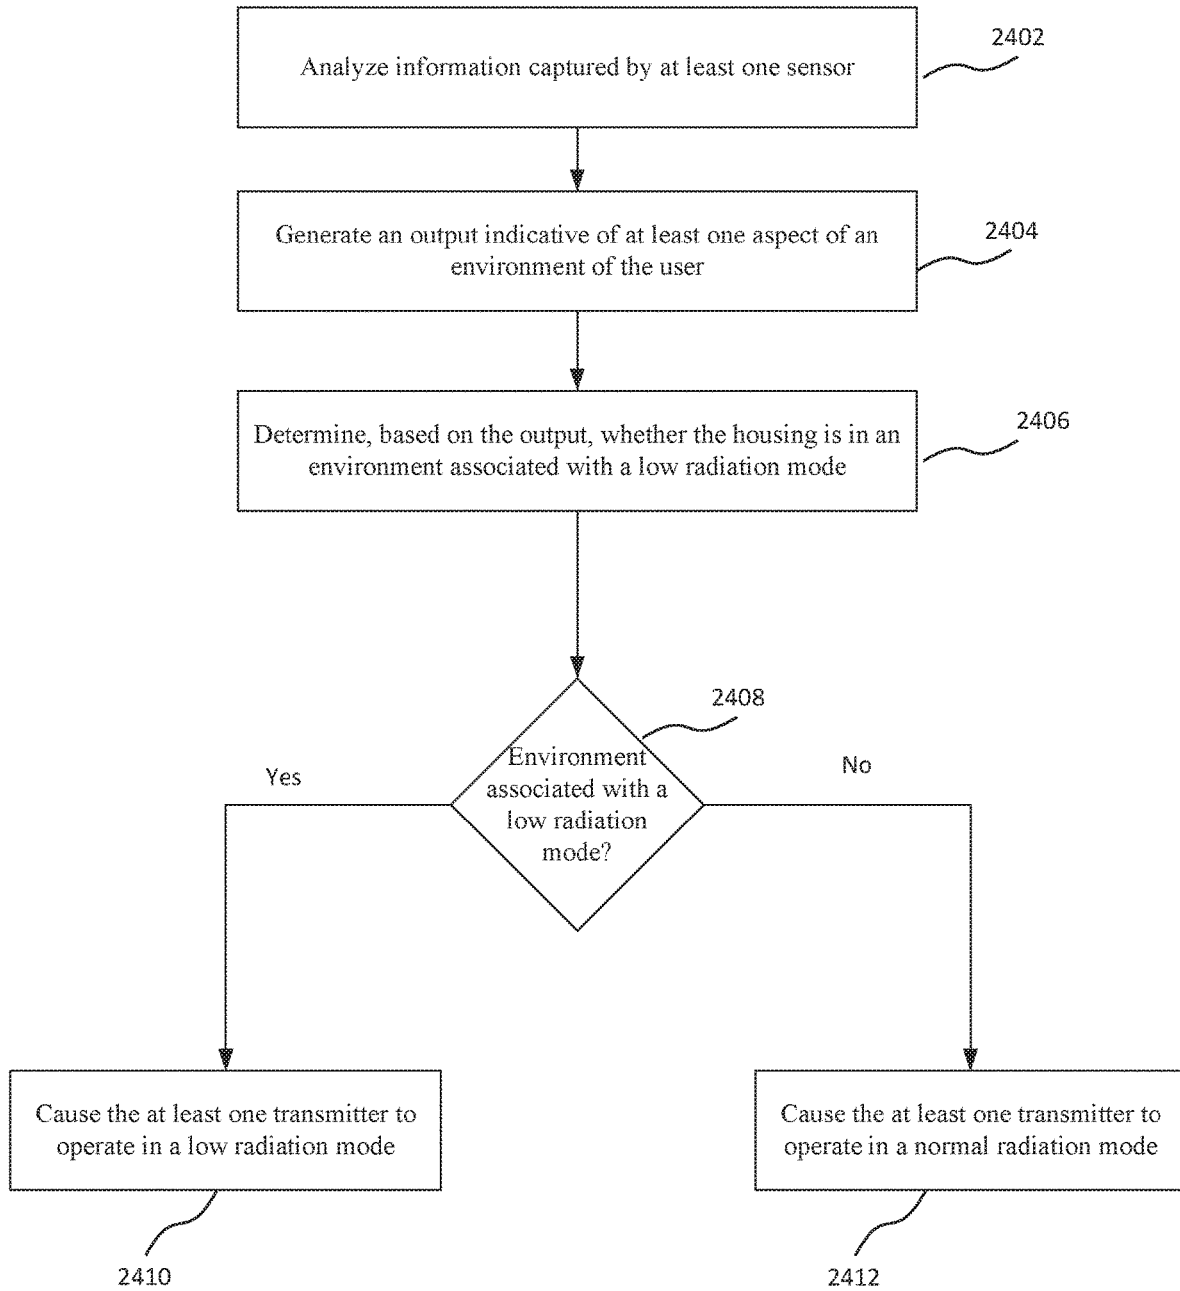 2402
Analyze information captured by at least one sensor
2404
Generate an output indicative of at least one aspect of an
environment of the user
2406
Determine, based on the output, whether the housing is in an
environment associated with a low radiation mode
2408
Environment
associated with a
low radiation
mode?
Yes
No
Cause the at least one transmitter to
operate in a low radiation mode
Cause the at least one transmitter to
operate in a normal radiation mode
2410
2412